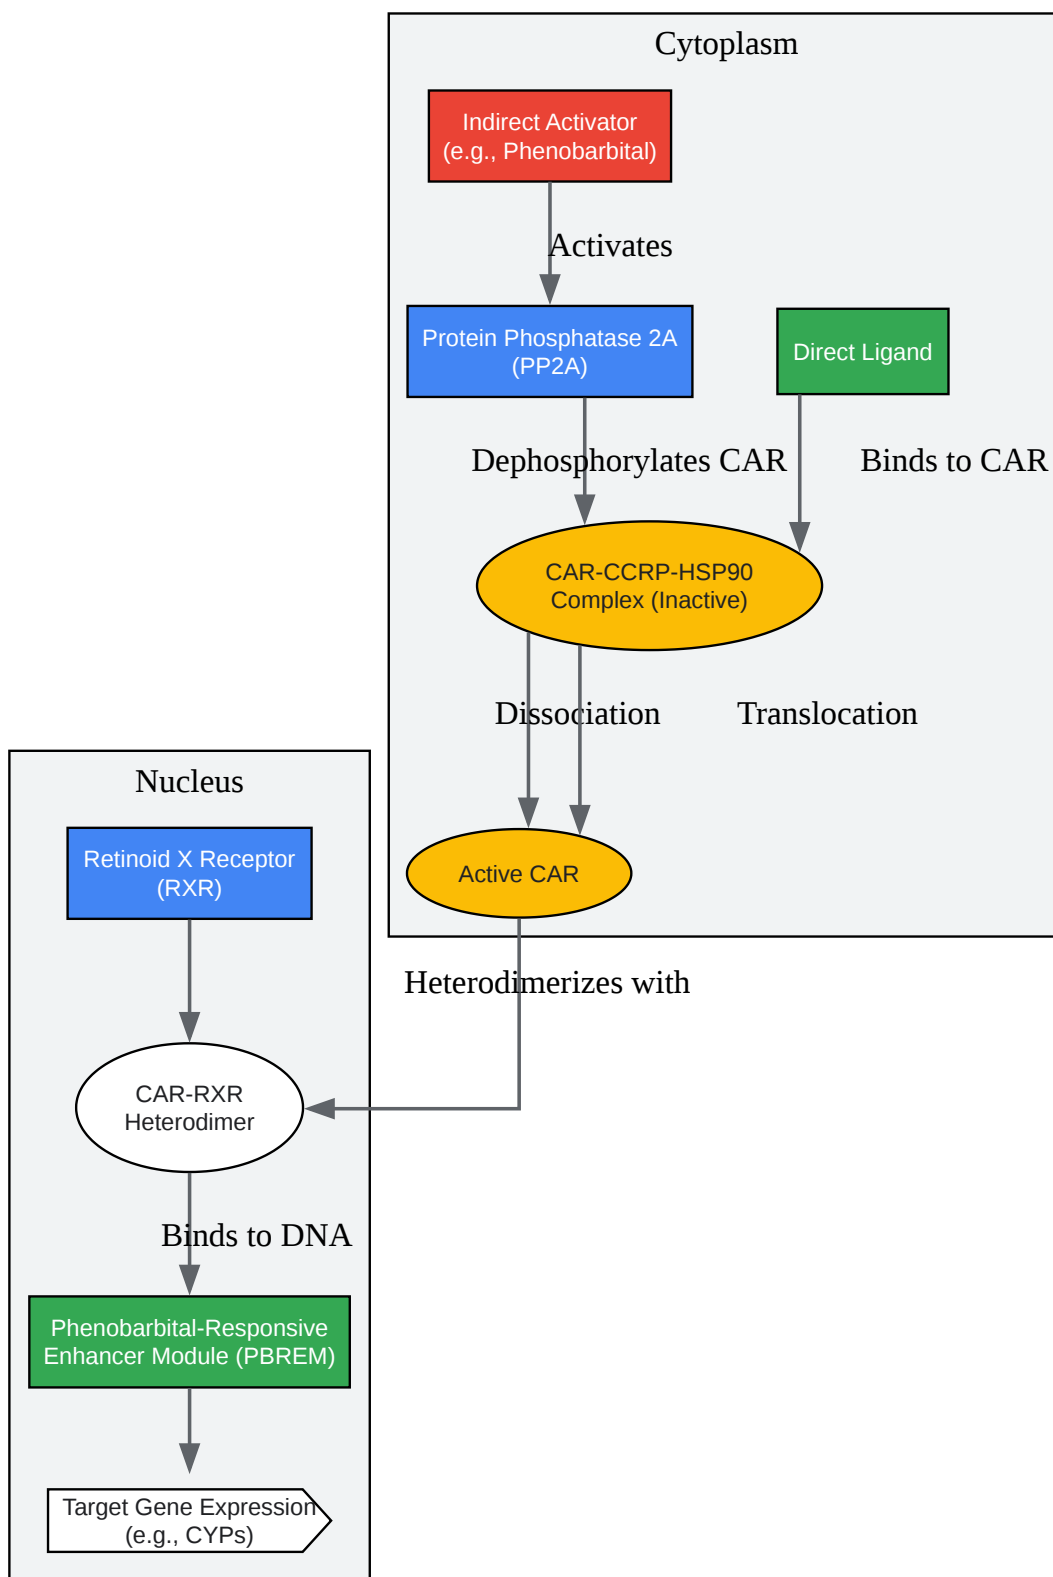 Cytoplasm
Indirect Activator
(e.g., Phenobarbital)
Activates
Protein Phosphatase 2A
(PP2A)
Direct Ligand
Dephosphorylates CAR
Binds to CAR
CAR-CCRP-HSP90
Complex (Inactive)
Dissociation
Translocation
Active CAR
Heterodimerizes with
Nucleus
Retinoid X Receptor
(RXR)
CAR-RXR
Heterodimer
Binds to DNA
Phenobarbital-Responsive
Enhancer Module (PBREM)
Target Gene Expression
(e.g., CYPs)